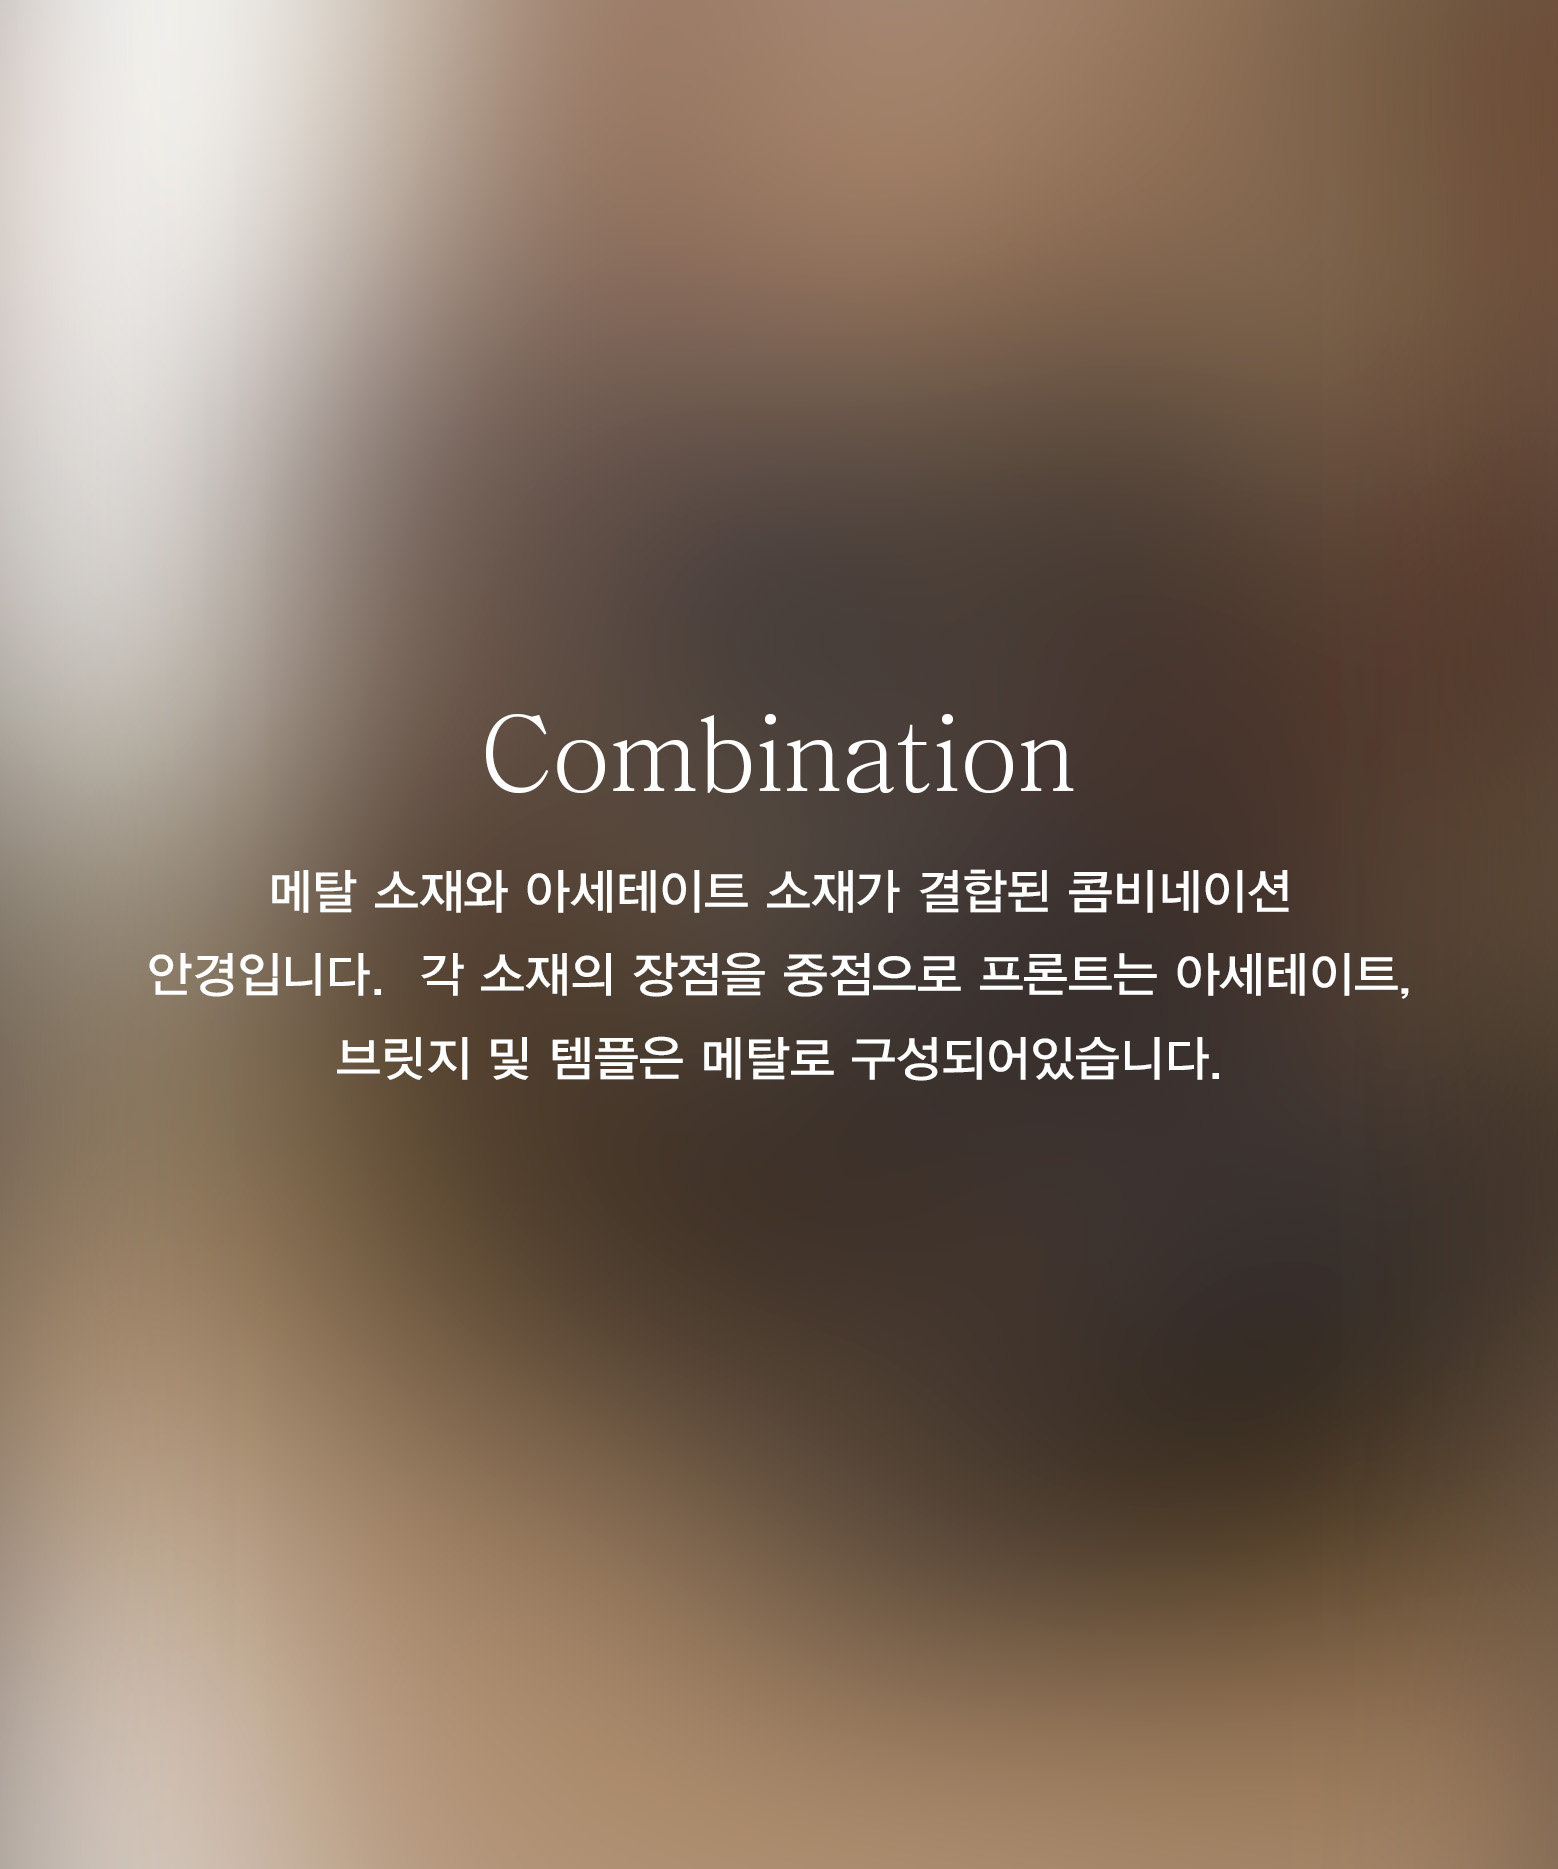 Combination
메탈 소재와 아세테이트 소재가 결합된 콤비네이션
안경입니다. 각 소재의 장점을 중점으로 프론트는 아세테이트,
브릿지 및 템플은 메탈로 구성되어있습니다.